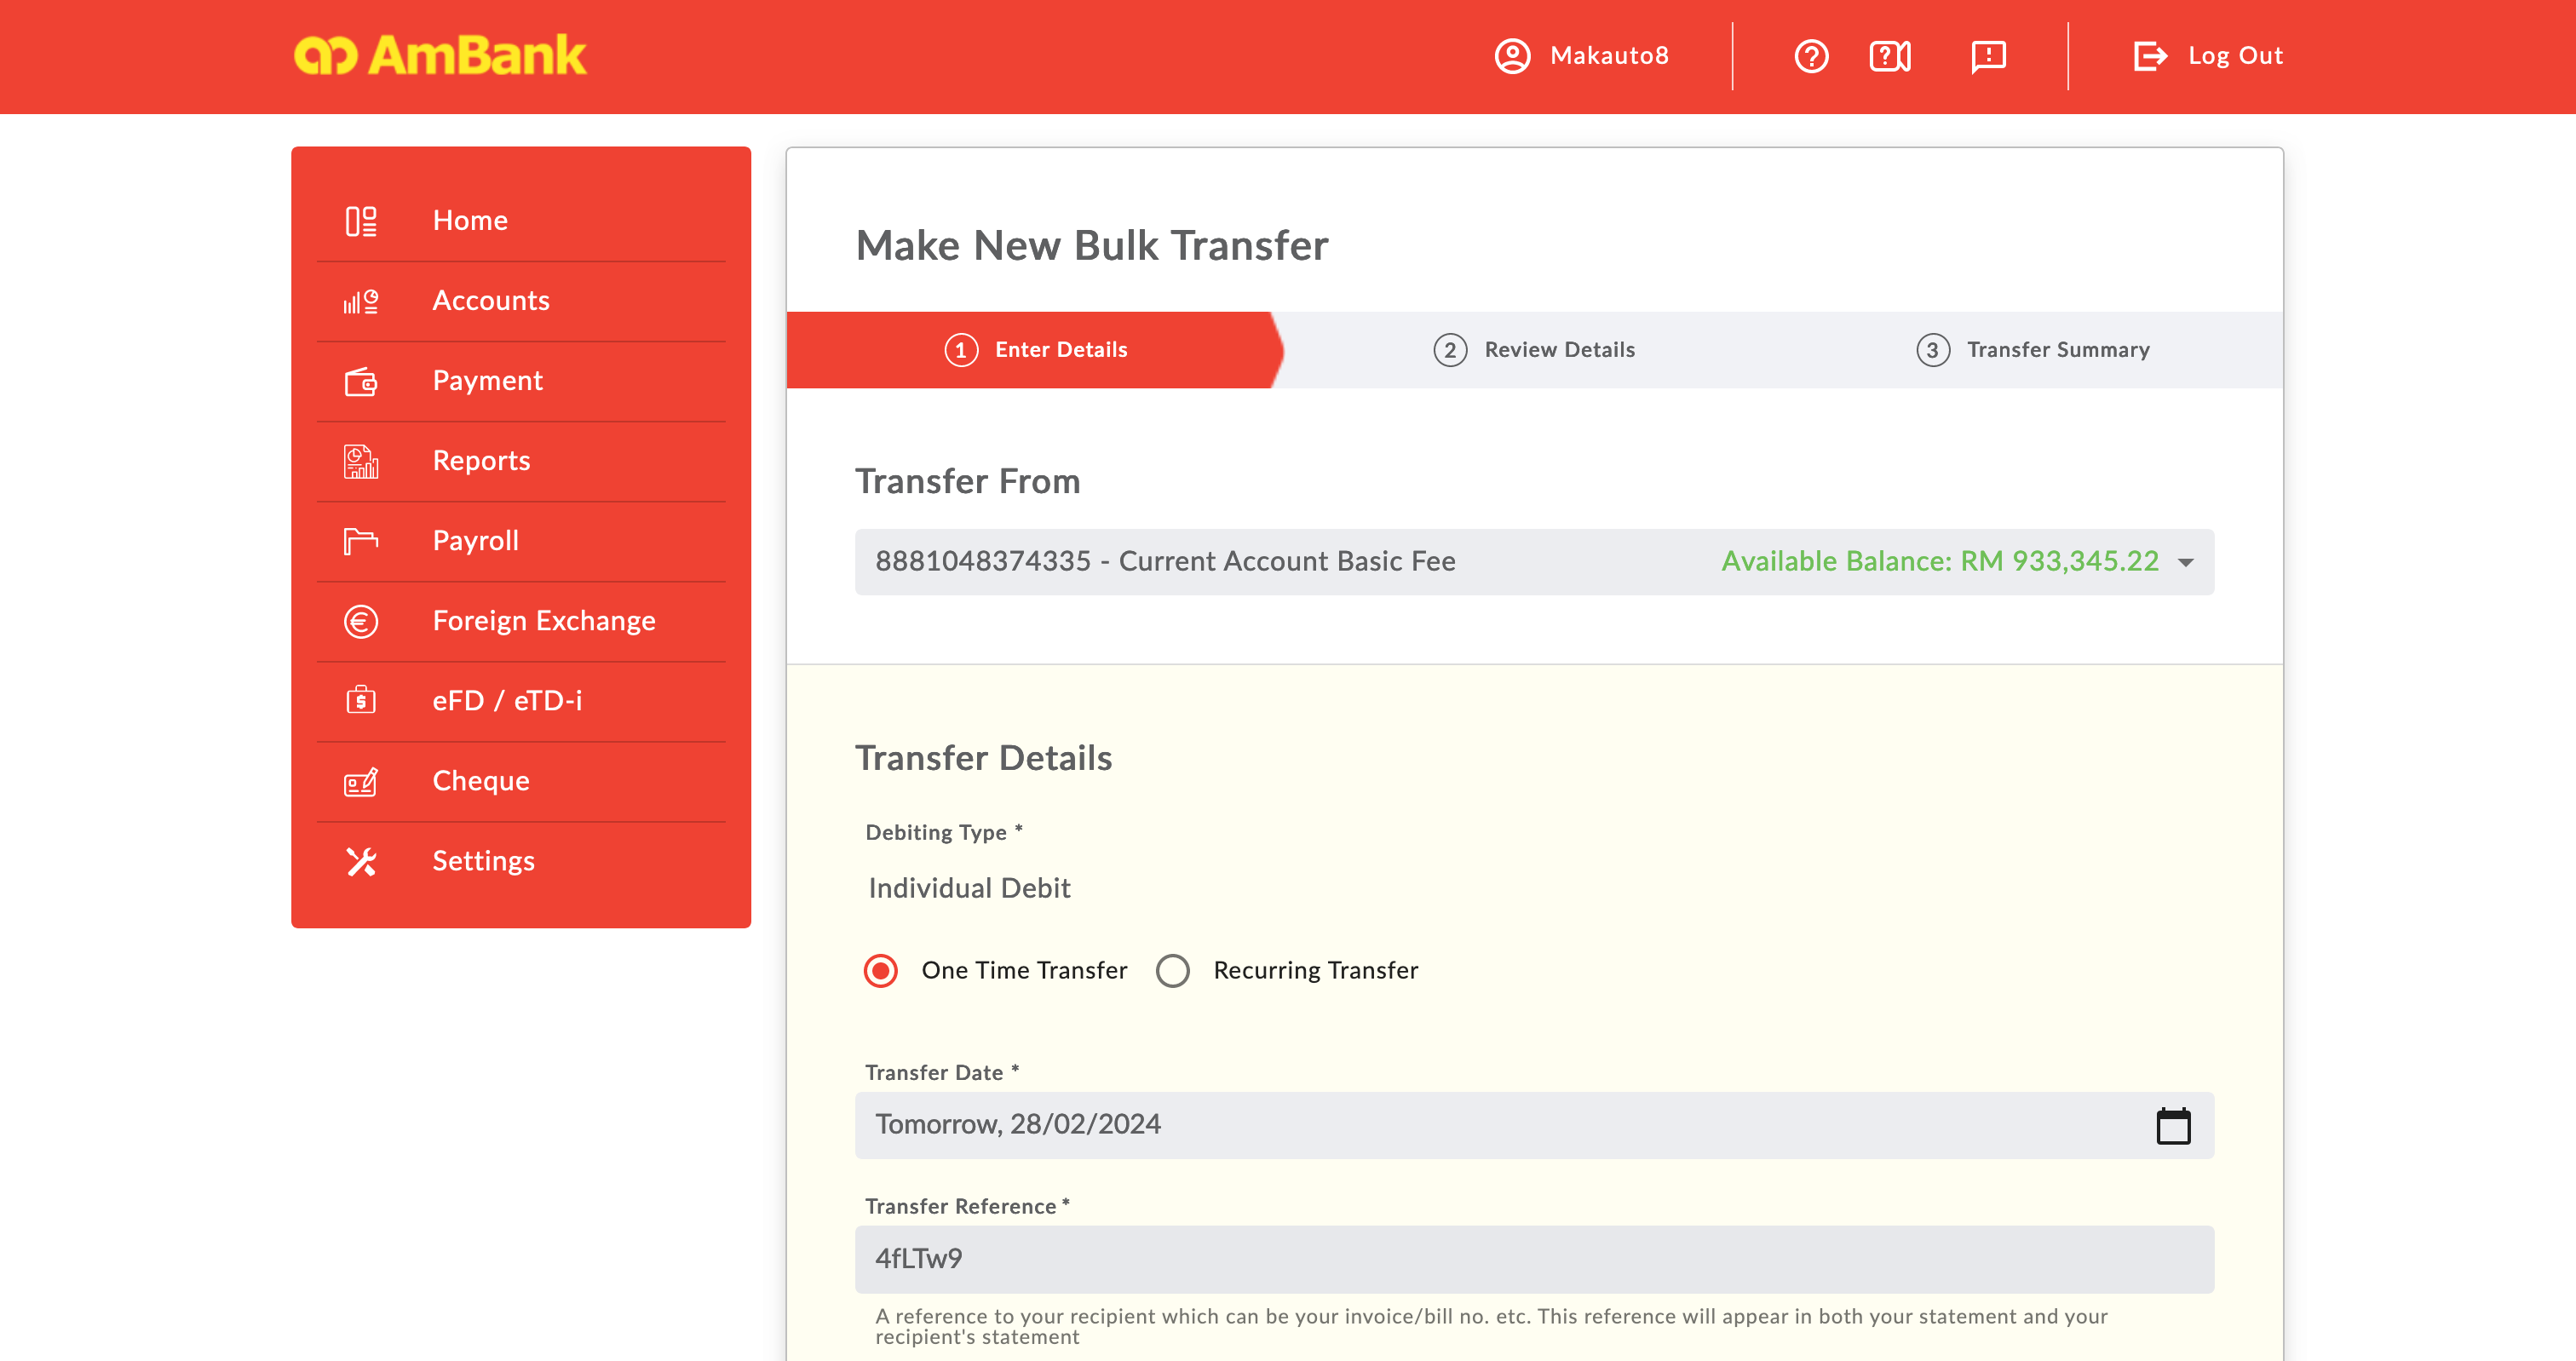 AmBank
Makauto8
Log Out
Home
Accounts
Payment
Reports
Payroll
Foreign Exchange
eFD / eTD-i
Cheque
Settings
Make New Bulk Transfer
1 Enter Details
2 Review Details
3 Transfer Summary
Transfer From
8881048374335 - Current Account Basic Fee
Available Balance: RM 933,345.22
Transfer Details
Debiting Type *
Individual Debit
One Time Transfer
Recurring Transfer
Transfer Date *
Tomorrow, 28/02/2024
Transfer Reference *
4fLTw9
A reference to your recipient which can be your invoice/bill no. etc. This reference will appear in both your statement and your
recipient's statement